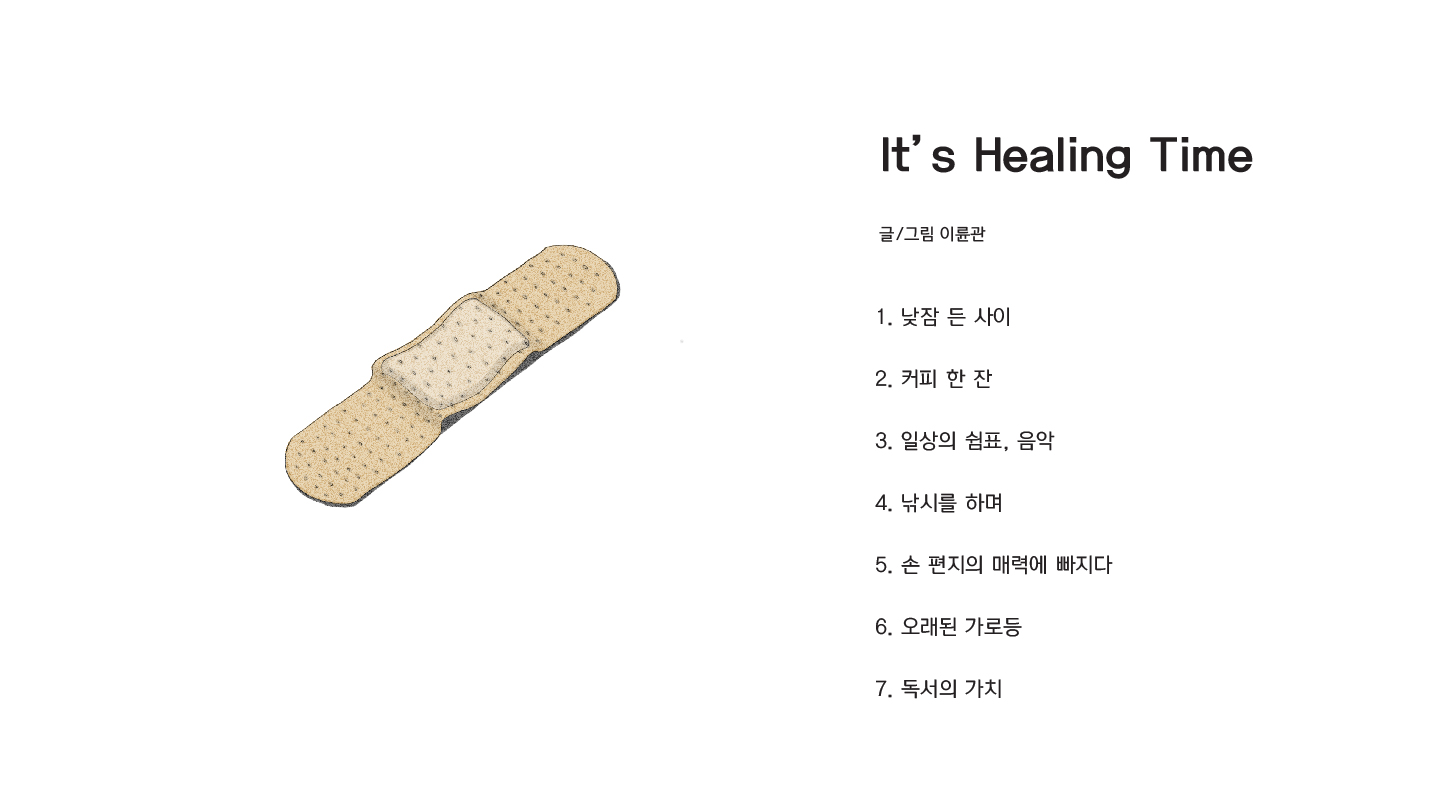 It's Healing Time
글/그림 이륜관
1. 낮잠 든 사이
2. 커피 한 잔
3. 일상의 쉼표, 음악
4. 낚시를 하며
5. 손 편지의 매력에 빠지다
6. 오래된 가로등
7. 독서의 가치